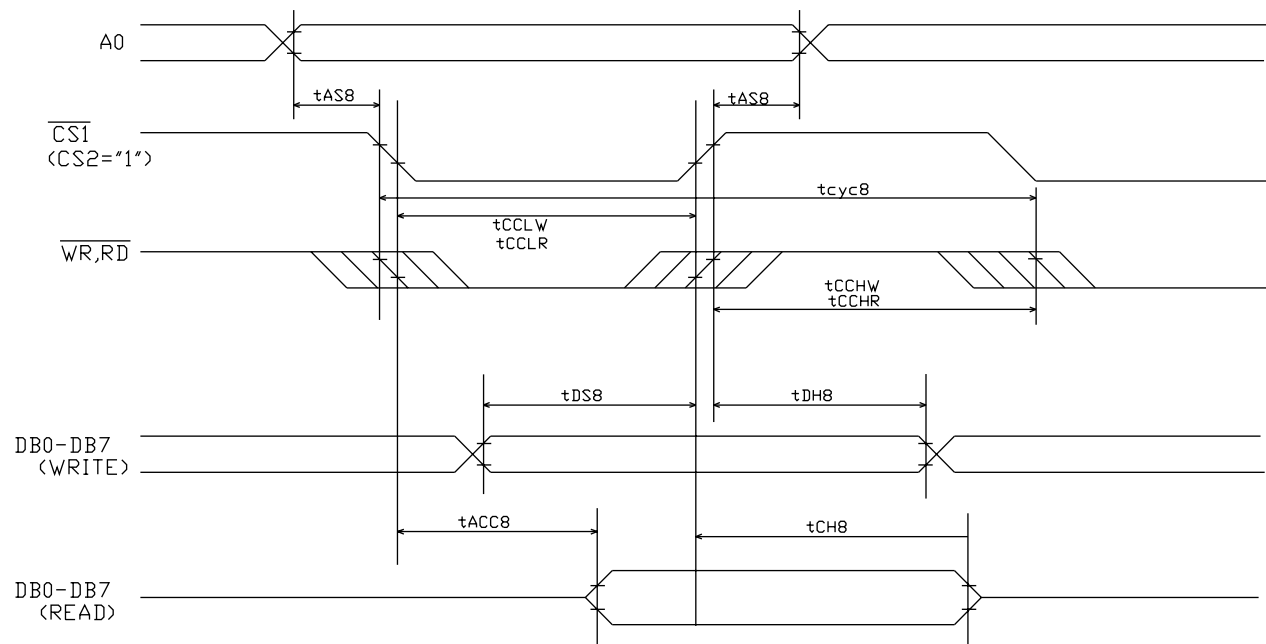 A0
tAS8
tAS8
CS1
(CS2="1")
tcyc8
tCCLW
tCCLR
WR,RD
tCCHW
tCCHR
tDS8
tDH8
DB0-DB7
(WRITE)
tACC8
tCH8
DB0-DB7
(READ)